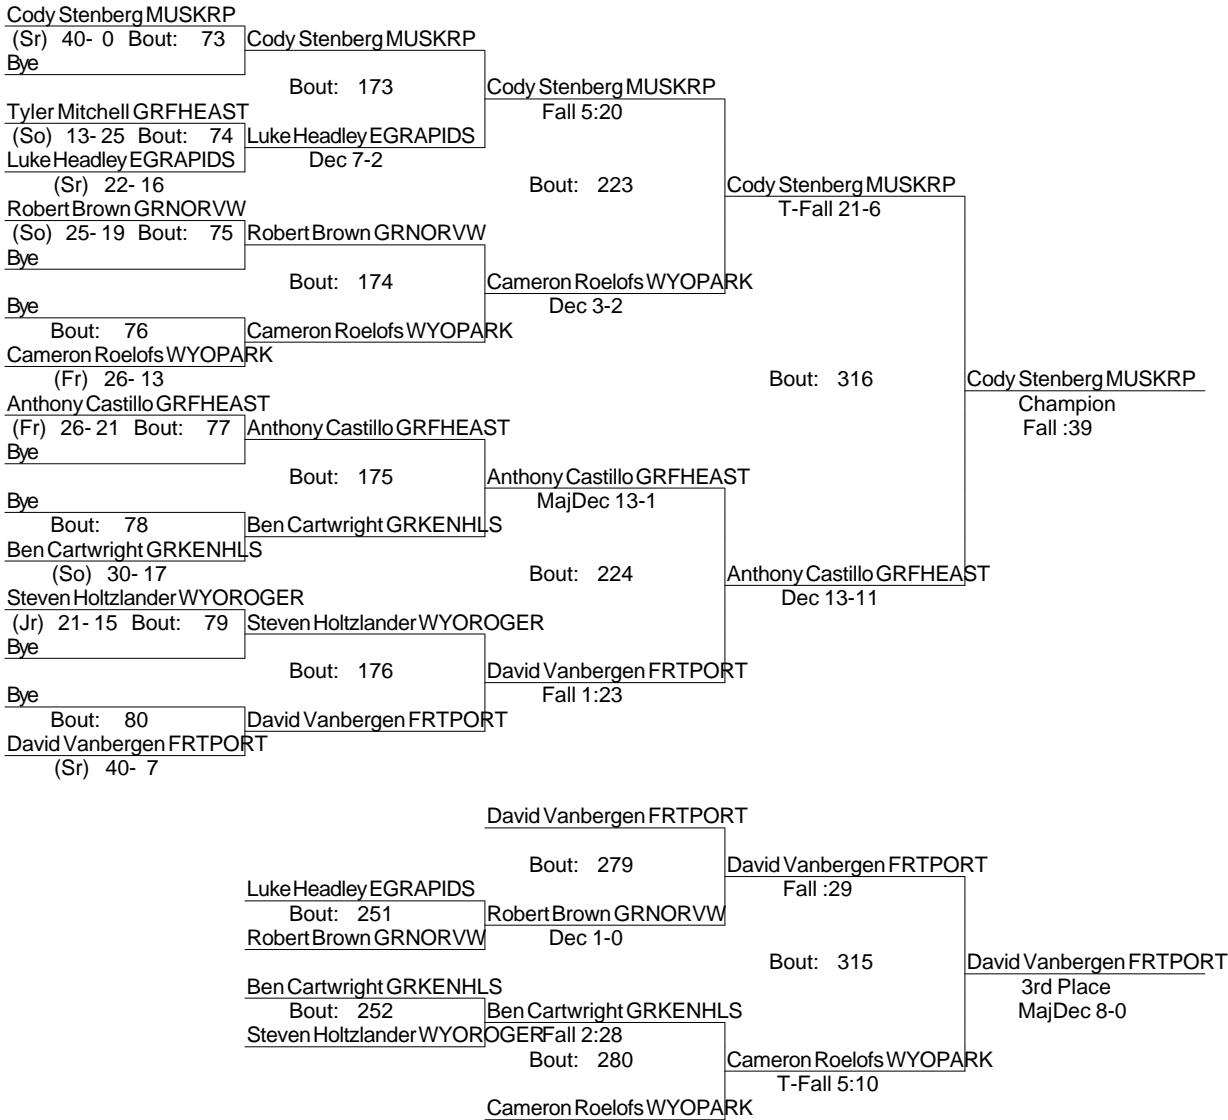 Cody Stenberg MUSKRP
(Sr) 40- 0 Bout: 73 Cody Stenberg MUSKRP
Bye
Bout: 173 Cody Stenberg MUSKRP
Tyler Mitchell GRFHEAST Fall 5:20
(So) 13- 25 Bout: 74 Luke Headley EGRAPIDS
Luke Headley EGRAPIDS Dec 7-2
(Sr) 22- 16 Bout: 223 Cody Stenberg MUSKRP
Robert Brown GRNORVW T-Fall 21-6
(So) 25- 19 Bout: 75 Robert Brown GRNORVW
Bye
Bout: 174 Cameron Roelofs WYOPARK
Bye Dec 3-2
Bout: 76 Cameron Roelofs WYOPARK
Cameron Roelofs WYOPARK
(Fr) 26- 13 Bout: 316 Cody Stenberg MUSKRP
Anthony Castillo GRFHEAST Champion
(Fr) 26- 21 Bout: 77 Anthony Castillo GRFHEAST Fall :39
Bye
Bout: 175 Anthony Castillo GRFHEAST
Bye MajDec 13-1
Bout: 78 Ben Cartwright GRKENHLS
Ben Cartwright GRKENHLS
(So) 30- 17 Bout: 224 Anthony Castillo GRFHEAST
Steven Holtzlander WYOROGER Dec 13-11
(Jr) 21- 15 Bout: 79 Steven Holtzlander WYOROGER
Bye
Bout: 176 David Vanbergen FRTPORT
Bye Fall 1:23
Bout: 80 David Vanbergen FRTPORT
David Vanbergen FRTPORT
(Sr) 40- 7
David Vanbergen FRTPORT
Bout: 279 David Vanbergen FRTPORT
Luke Headley EGRAPIDS Fall :29
Bout: 251 Robert Brown GRNORVW
Robert Brown GRNORVW Dec 1-0
Bout: 315 David Vanbergen FRTPORT
Ben Cartwright GRKENHLS 3rd Place
Bout: 252 Ben Cartwright GRKENHLS MajDec 8-0
Steven Holtzlander WYOROGER Fall 2:28
Bout: 280 Cameron Roelofs WYOPARK
T-Fall 5:10
Cameron Roelofs WYOPARK